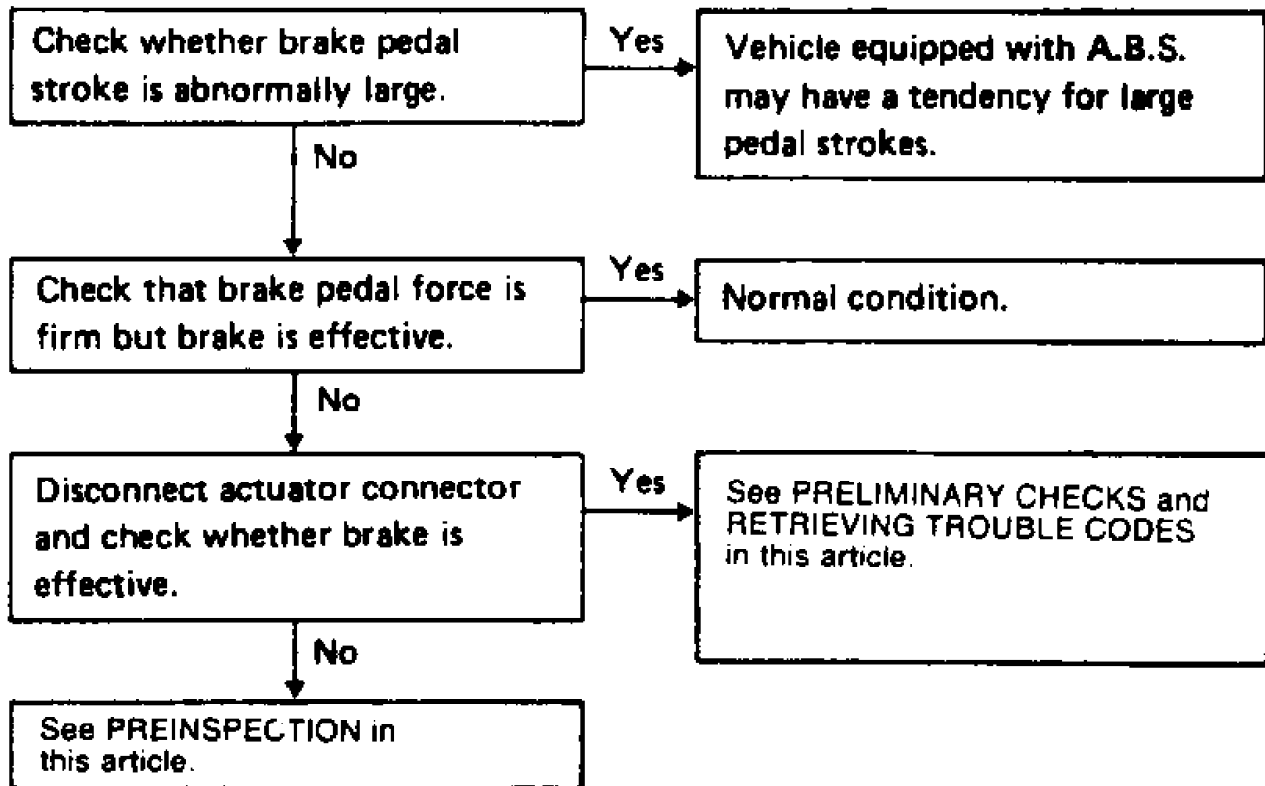 Check whether brake pedal
stroke is abnormally large.
Yes
Vehicle equipped with A.B.S.
may have a tendency for large
pedal strokes.
No
Check that brake pedal force is
firm but brake is effective.
Yes
Normal condition.
No
Disconnect actuator connector
and check whether brake is
effective.
Yes
See PRELIMINARY CHECKS and
RETRIEVING TROUBLE CODES
in this article.
No
See PREINSPECTION in
this article.